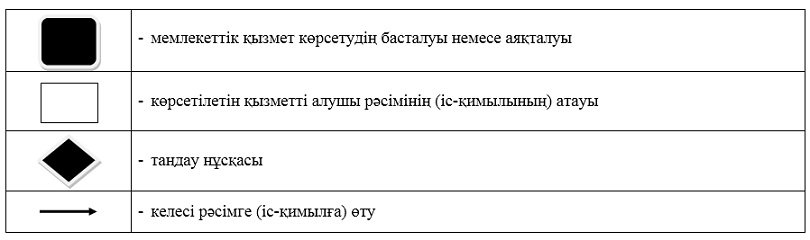 - мемлекеттік қызмет көрсетудің басталуы немесе аяқталуы
- көрсетілетін қызметті алушы рәсімінің (іс-қимылының) атауы
- таңдау нұсқасы
- келесі рәсімге (іс-қимылға) өту